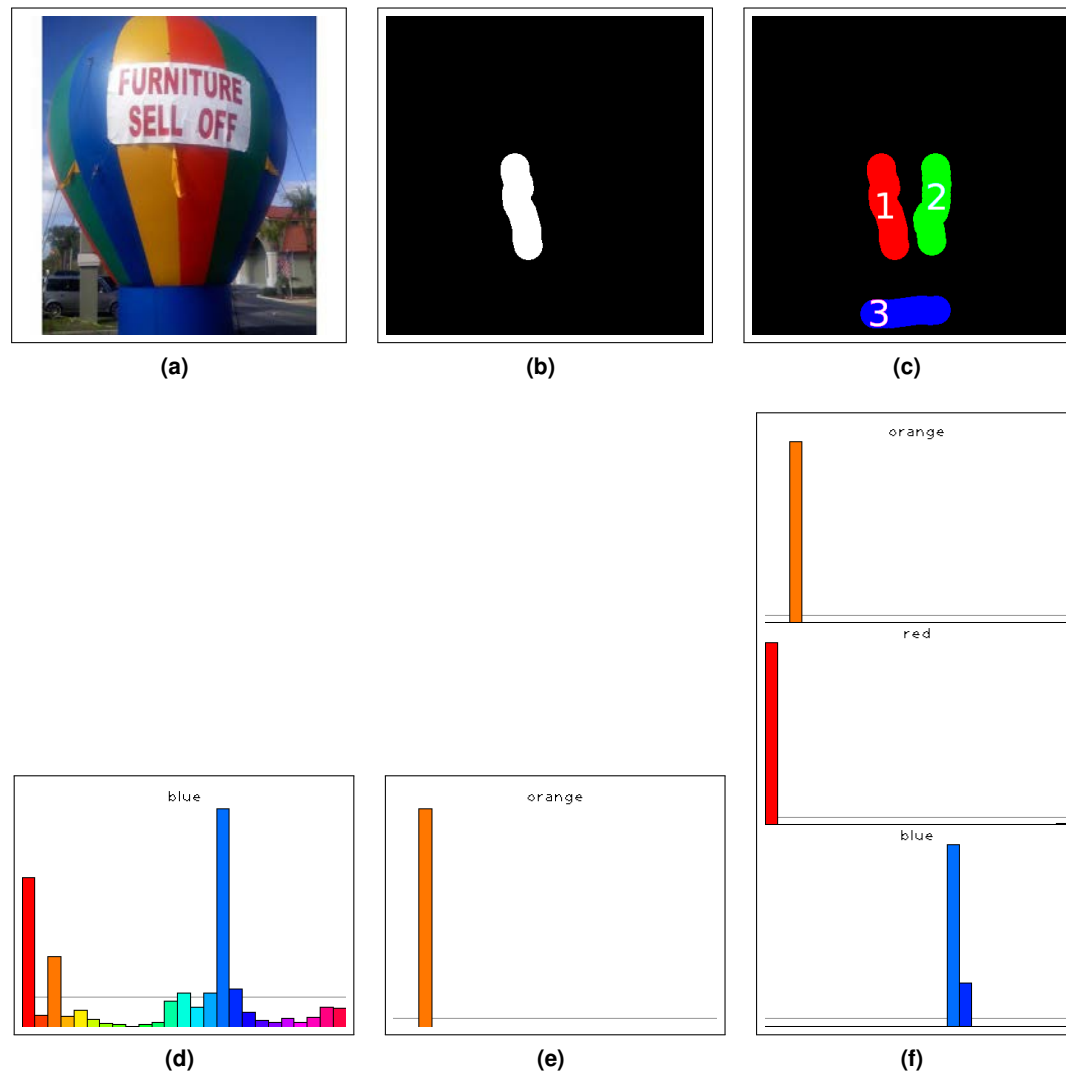 FURNITURE
SELL OFF
1
2
3
(a)
(b)
(c)
orange
red
blue
blue
orange
(d)
(e)
(f)